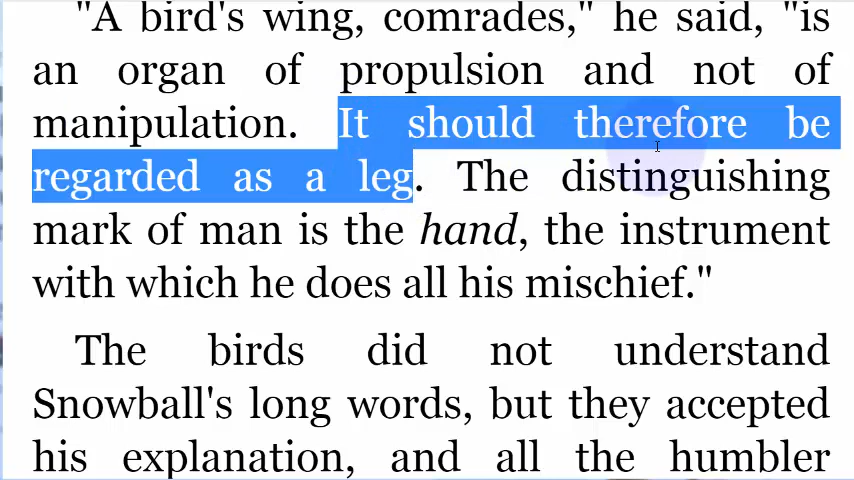 "A bird's wing, comrades," he said, "is
an organ of propulsion and not of
manipulation. It should therefore be
regarded as a leg. The distinguishing
mark of man is the hand, the instrument
with which he does all his mischief."
The birds did not understand
Snowball's long words, but they accepted
his explanation, and all the humbler